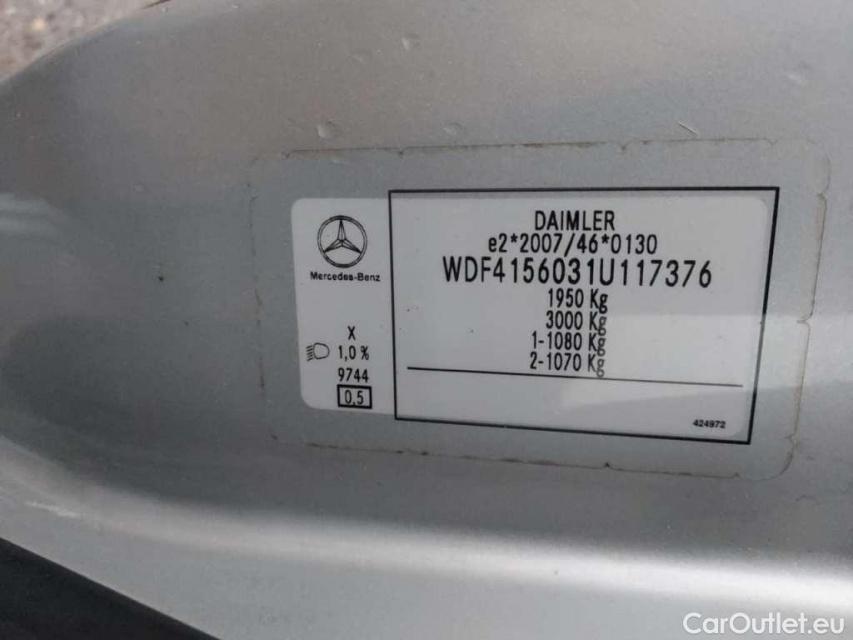 Mercedes-Benz
X
1,0 %
9744
0,5
DAIMLER
e2*2007/46*0130
WDF4156031U117376
1950 Kg
3000 Kg
1-1080 Kg
2-1070 Kg
424972
CarOutlet.eu